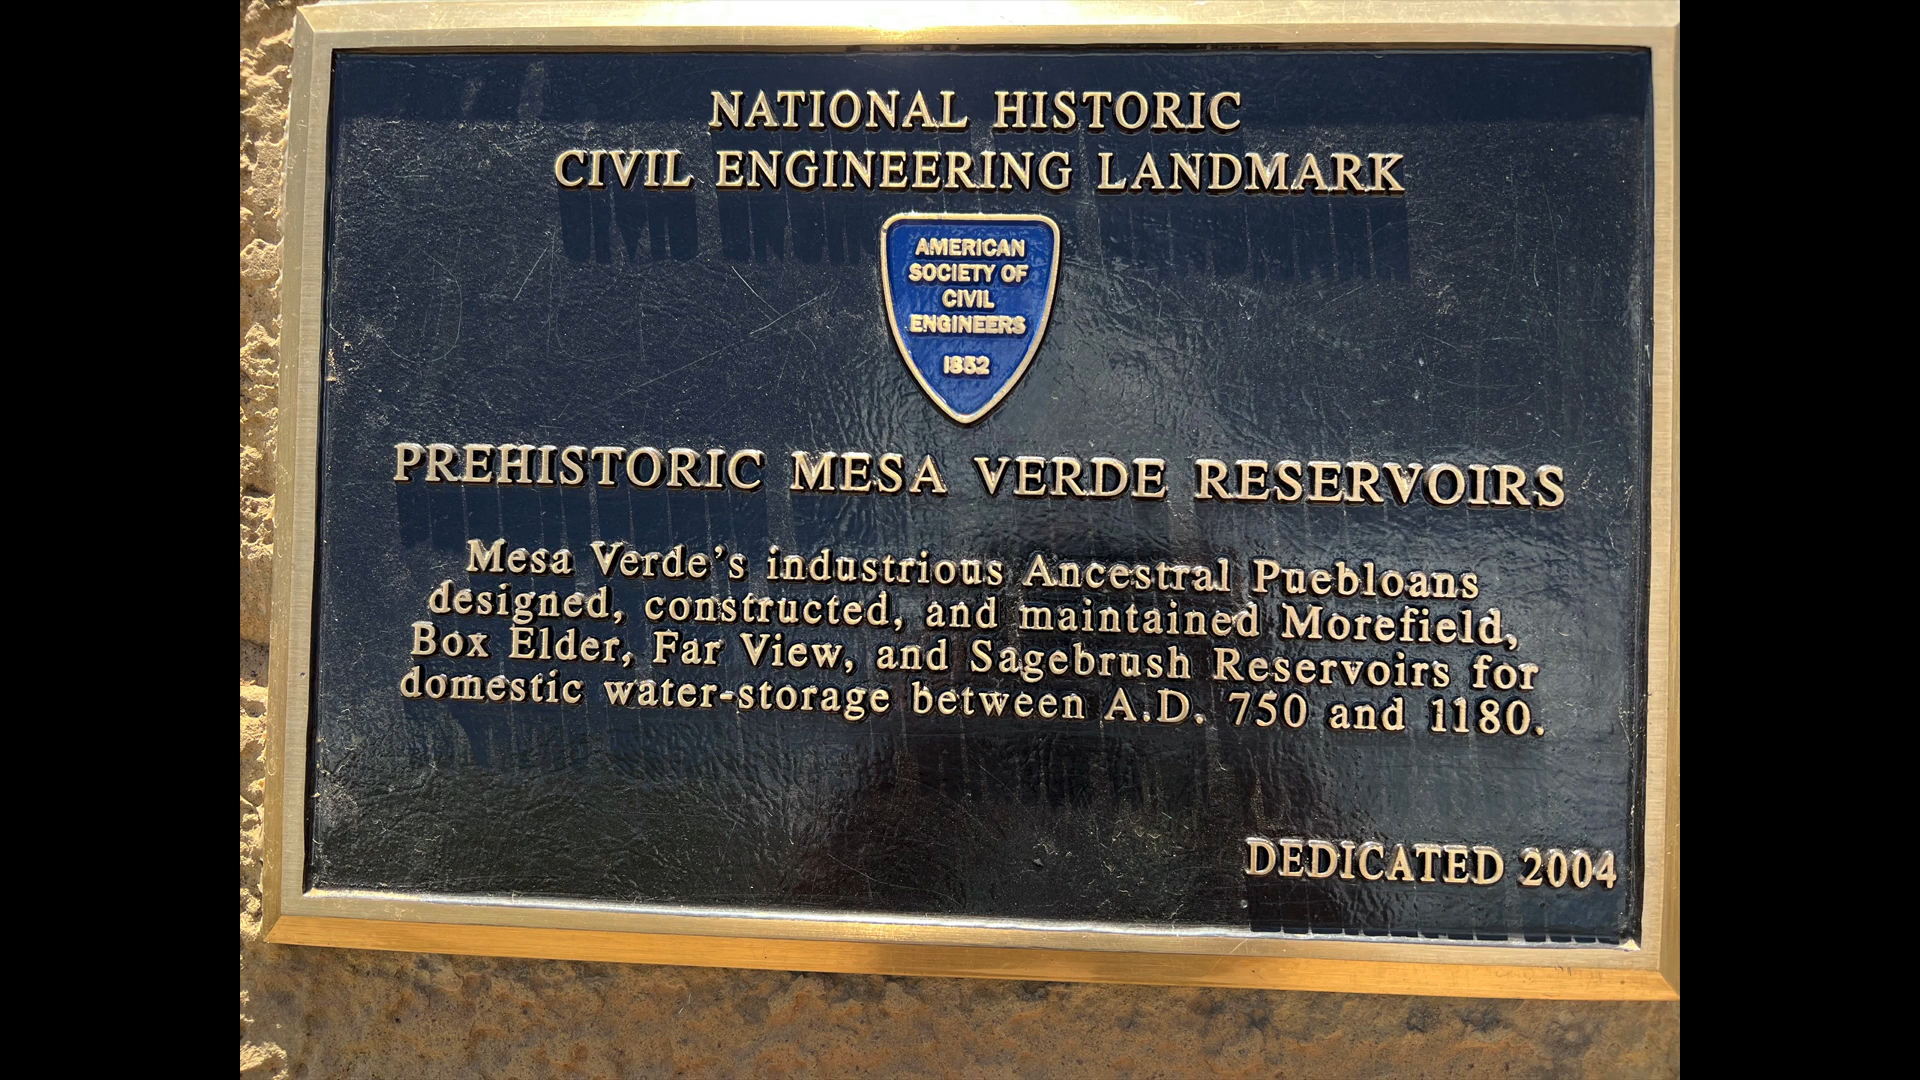 NATIONAL HISTORIC
CIVIL ENGINEERING LANDMARK
AMERICAN
SOCIETY OF
CIVIL
ENGINEERS
1852
PREHISTORIC MESA VERDE RESERVOIRS
Mesa Verde's industrious Ancestral Puebloans
designed, constructed, and maintained Morefield,
Box Elder, Far View, and Sagebrush Reservoirs for
domestic water-storage between A.D. 750 and 1180.
DEDICATED 2004